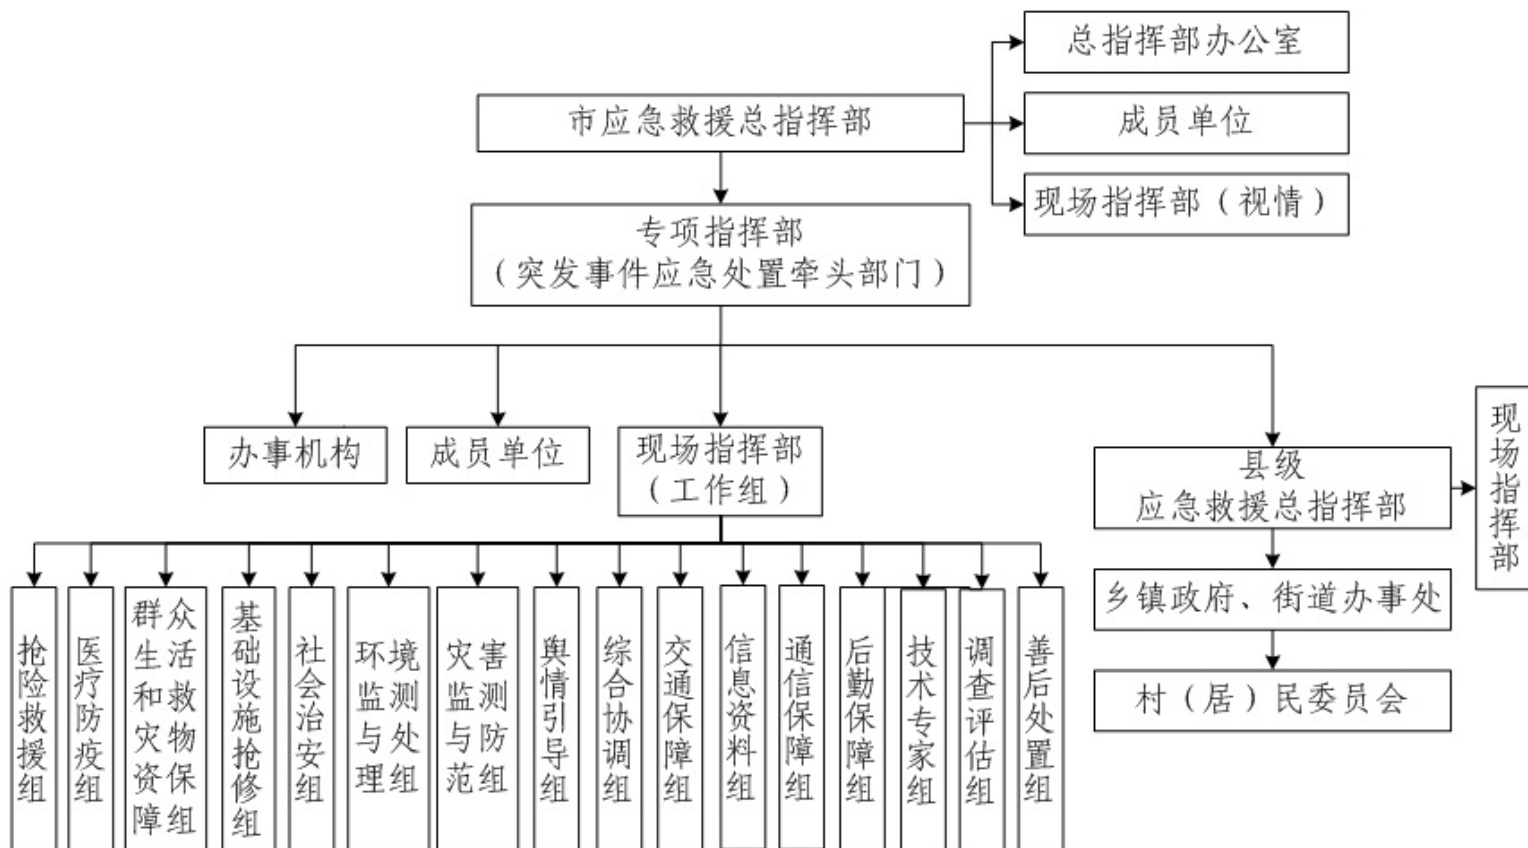 总指挥部办公室
市应急救援总指挥部
成员单位
现场指挥部（视情）
专项指挥部
（突发事件应急处置牵头部门）
办事机构
成员单位
现场指挥部
（工作组）
县级
应急救援总指挥部
现场指挥部
乡镇政府、街道办事处
村（居）民委员会
抢险救援组
医疗防疫组
群众
生活
和救
灾物
资保
障组
基础设施抢修组
社会治安组
环境
监测
与处
理组
灾害
监测
与防
范组
舆情引导组
综合协调组
交通保障组
信息资料组
通信保障组
后勤保障组
技术专家组
调查评估组
善后处置组